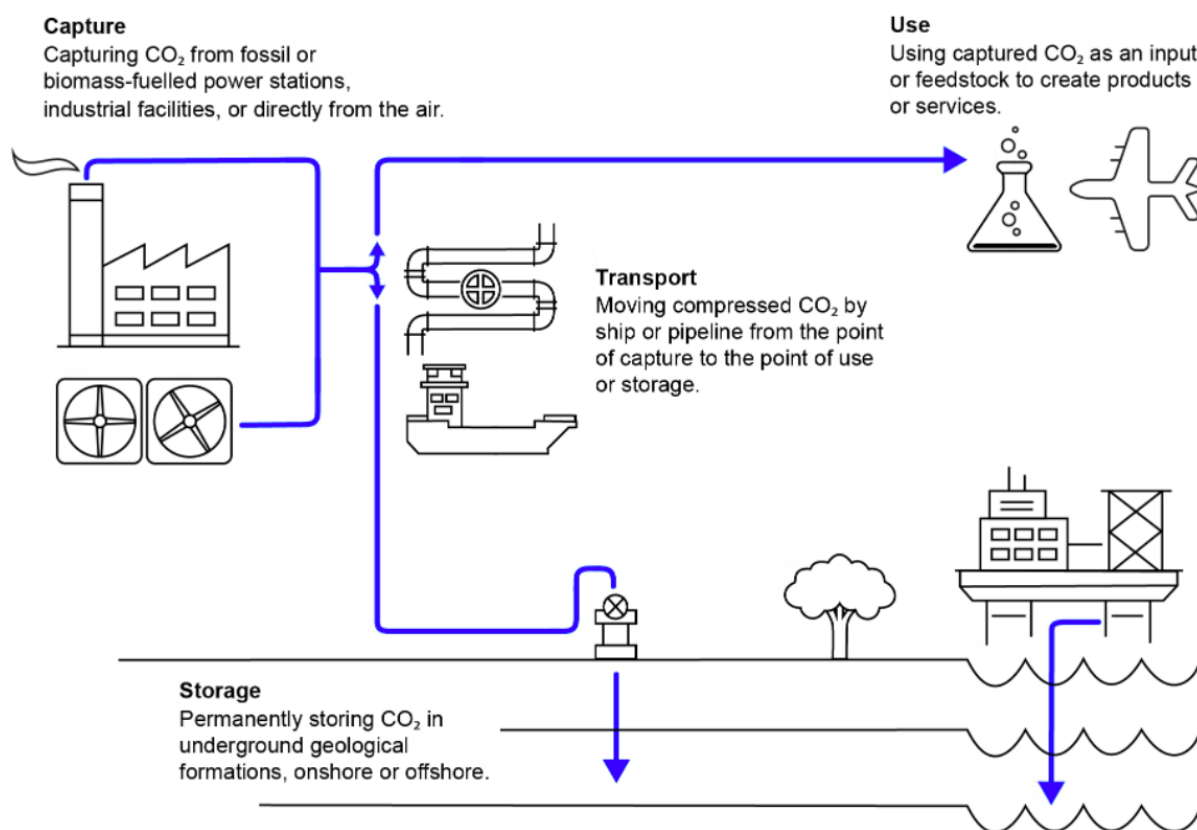 Capture
Capturing CO₂ from fossil or
biomass-fuelled power stations,
industrial facilities, or directly from the air.
Use
Using captured CO₂ as an input
or feedstock to create products
or services.
Transport
Moving compressed CO₂ by
ship or pipeline from the point
of capture to the point of use
or storage.
Storage
Permanently storing CO₂ in
underground geological
formations, onshore or offshore.